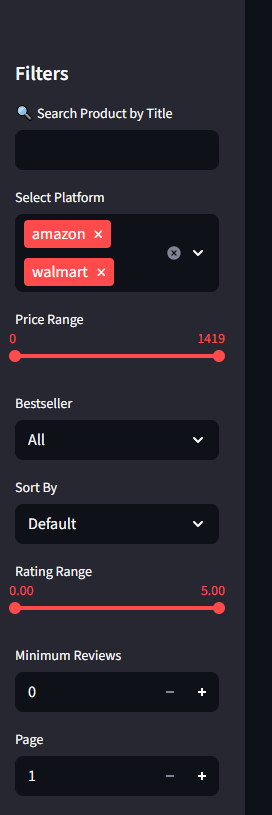 Filters
🔍 Search Product by Title
Select Platform
amazon ×
walmart ×
Price Range
0 1419
Bestseller
All
Sort By
Default
Rating Range
0.00 5.00
Minimum Reviews
0 − +
Page
1 − +